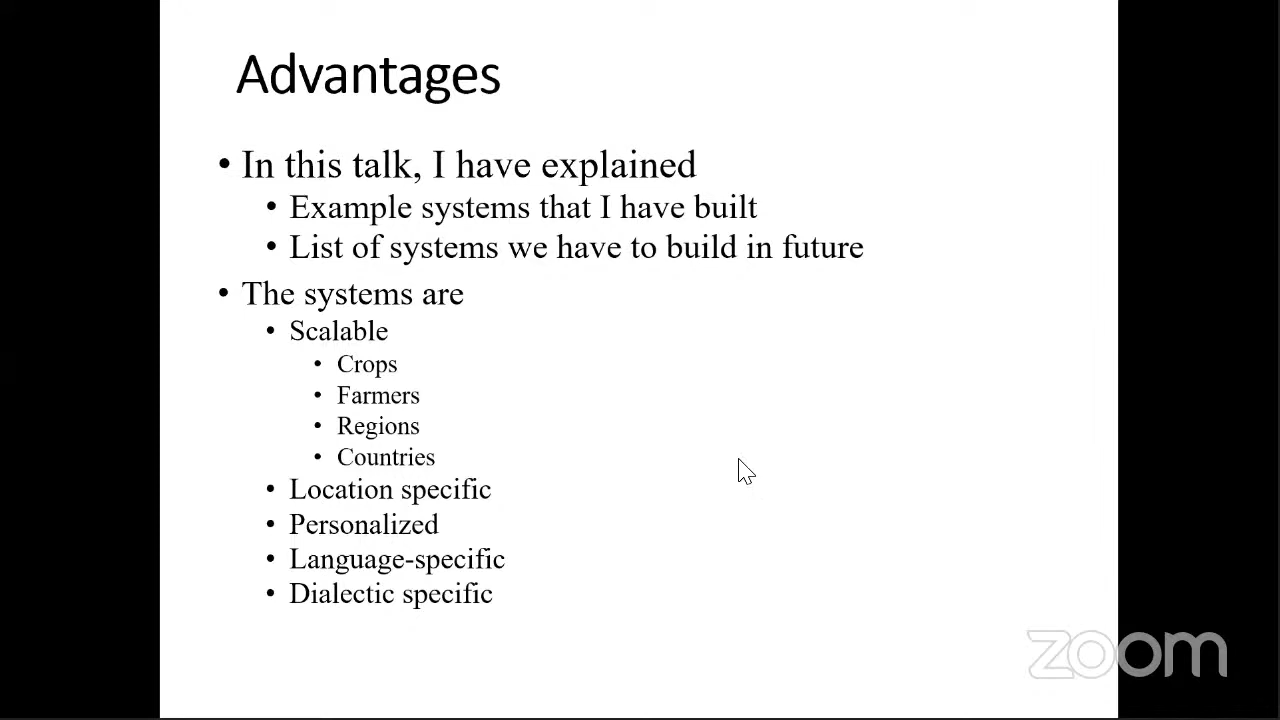 Advantages
• In this talk, I have explained
• Example systems that I have built
• List of systems we have to build in future
• The systems are
• Scalable
• Crops
• Farmers
• Regions
• Countries
• Location specific
• Personalized
• Language-specific
• Dialectic specific
zoom